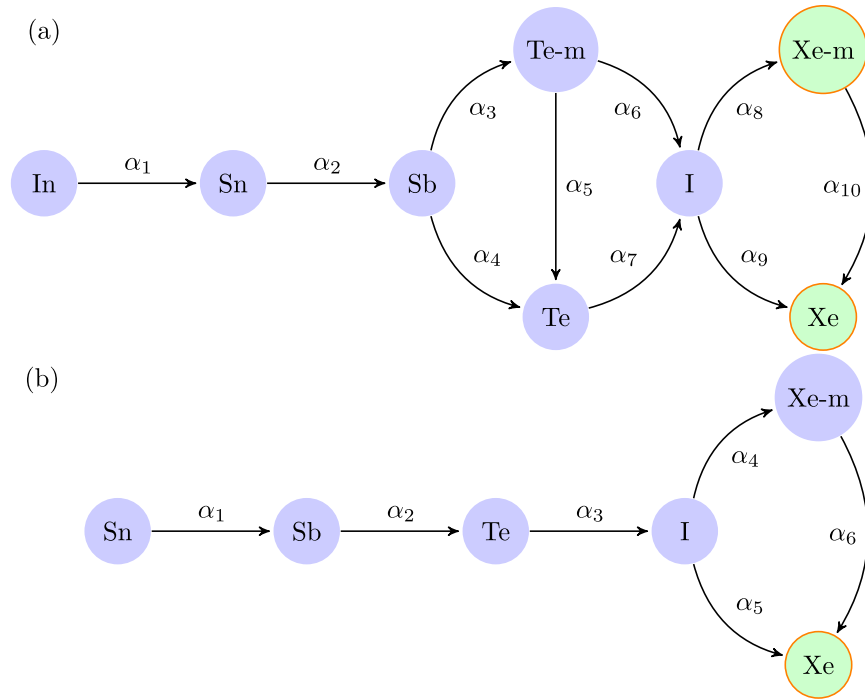 (a)
Te-m
Xe-m
α₃
α₆
α₈
In
α₁
Sn
α₂
Sb
α₅
I
α₁₀
α₄
α₇
α₉
Te
Xe
(b)
Xe-m
α₄
Sn
α₁
Sb
α₂
Te
α₃
I
α₆
α₅
Xe